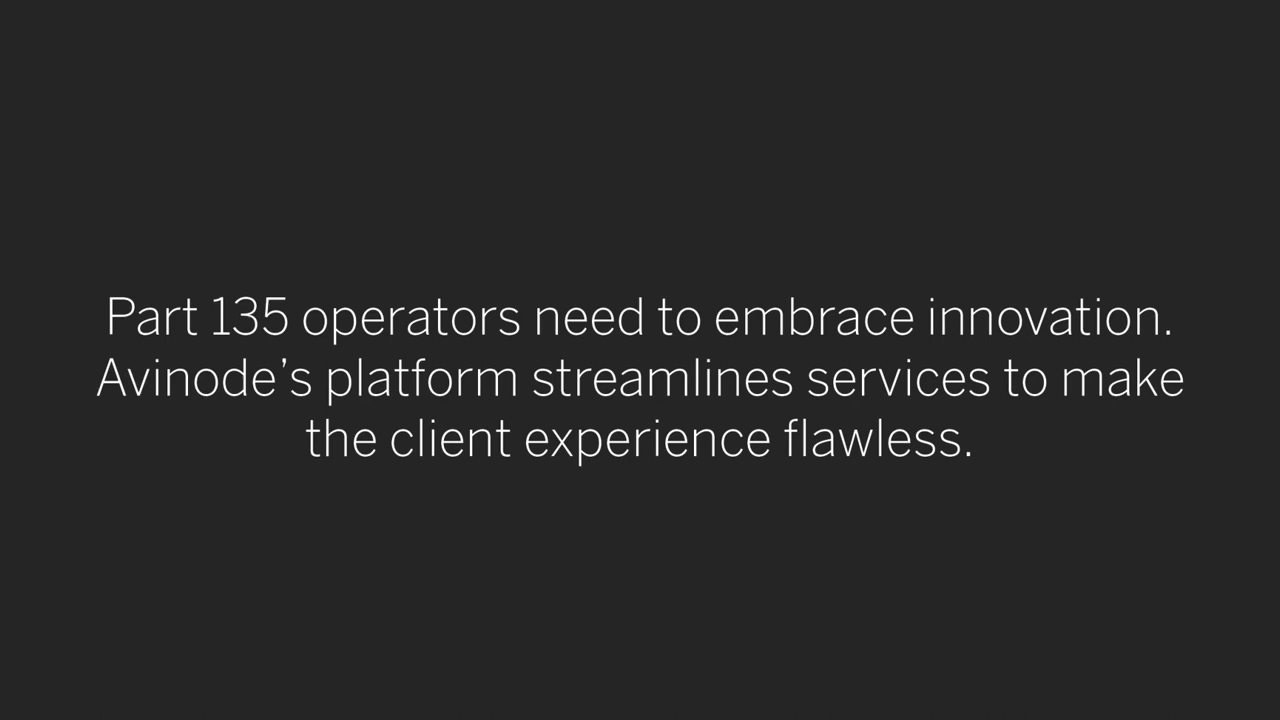 Part 135 operators need to embrace innovation.
Avinode’s platform streamlines services to make
the client experience flawless.